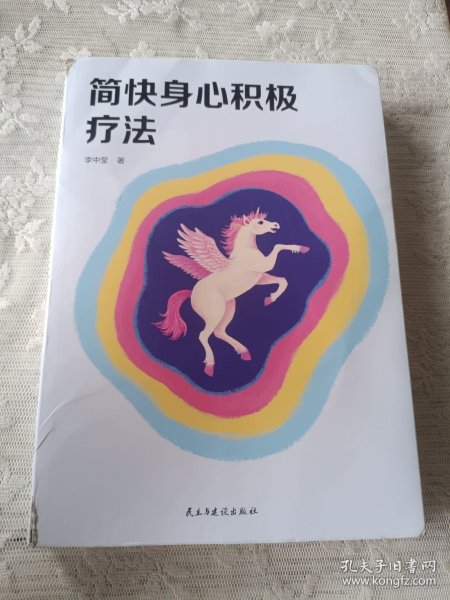 简快身心积极
疗法
李中莹 著
民主与建设出版社
孔夫子旧书网
www.kongfz.com